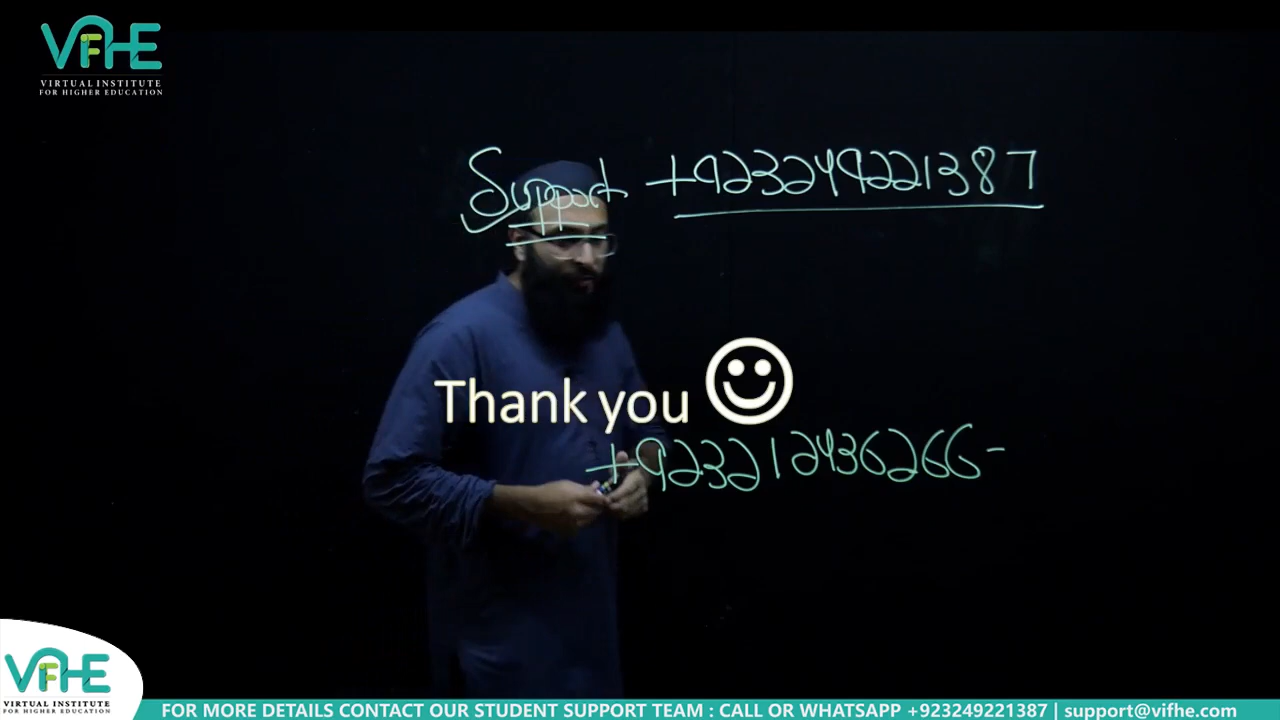 VIFHE
VIRTUAL INSTITUTE
FOR HIGHER EDUCATION
Support +923249221387
Thank you
+923212436266-
VIFHE
VIRTUAL INSTITUTE
FOR HIGHER EDUCATION
FOR MORE DETAILS CONTACT OUR STUDENT SUPPORT TEAM : CALL OR WHATSAPP +923249221387 | support@vifhe.com